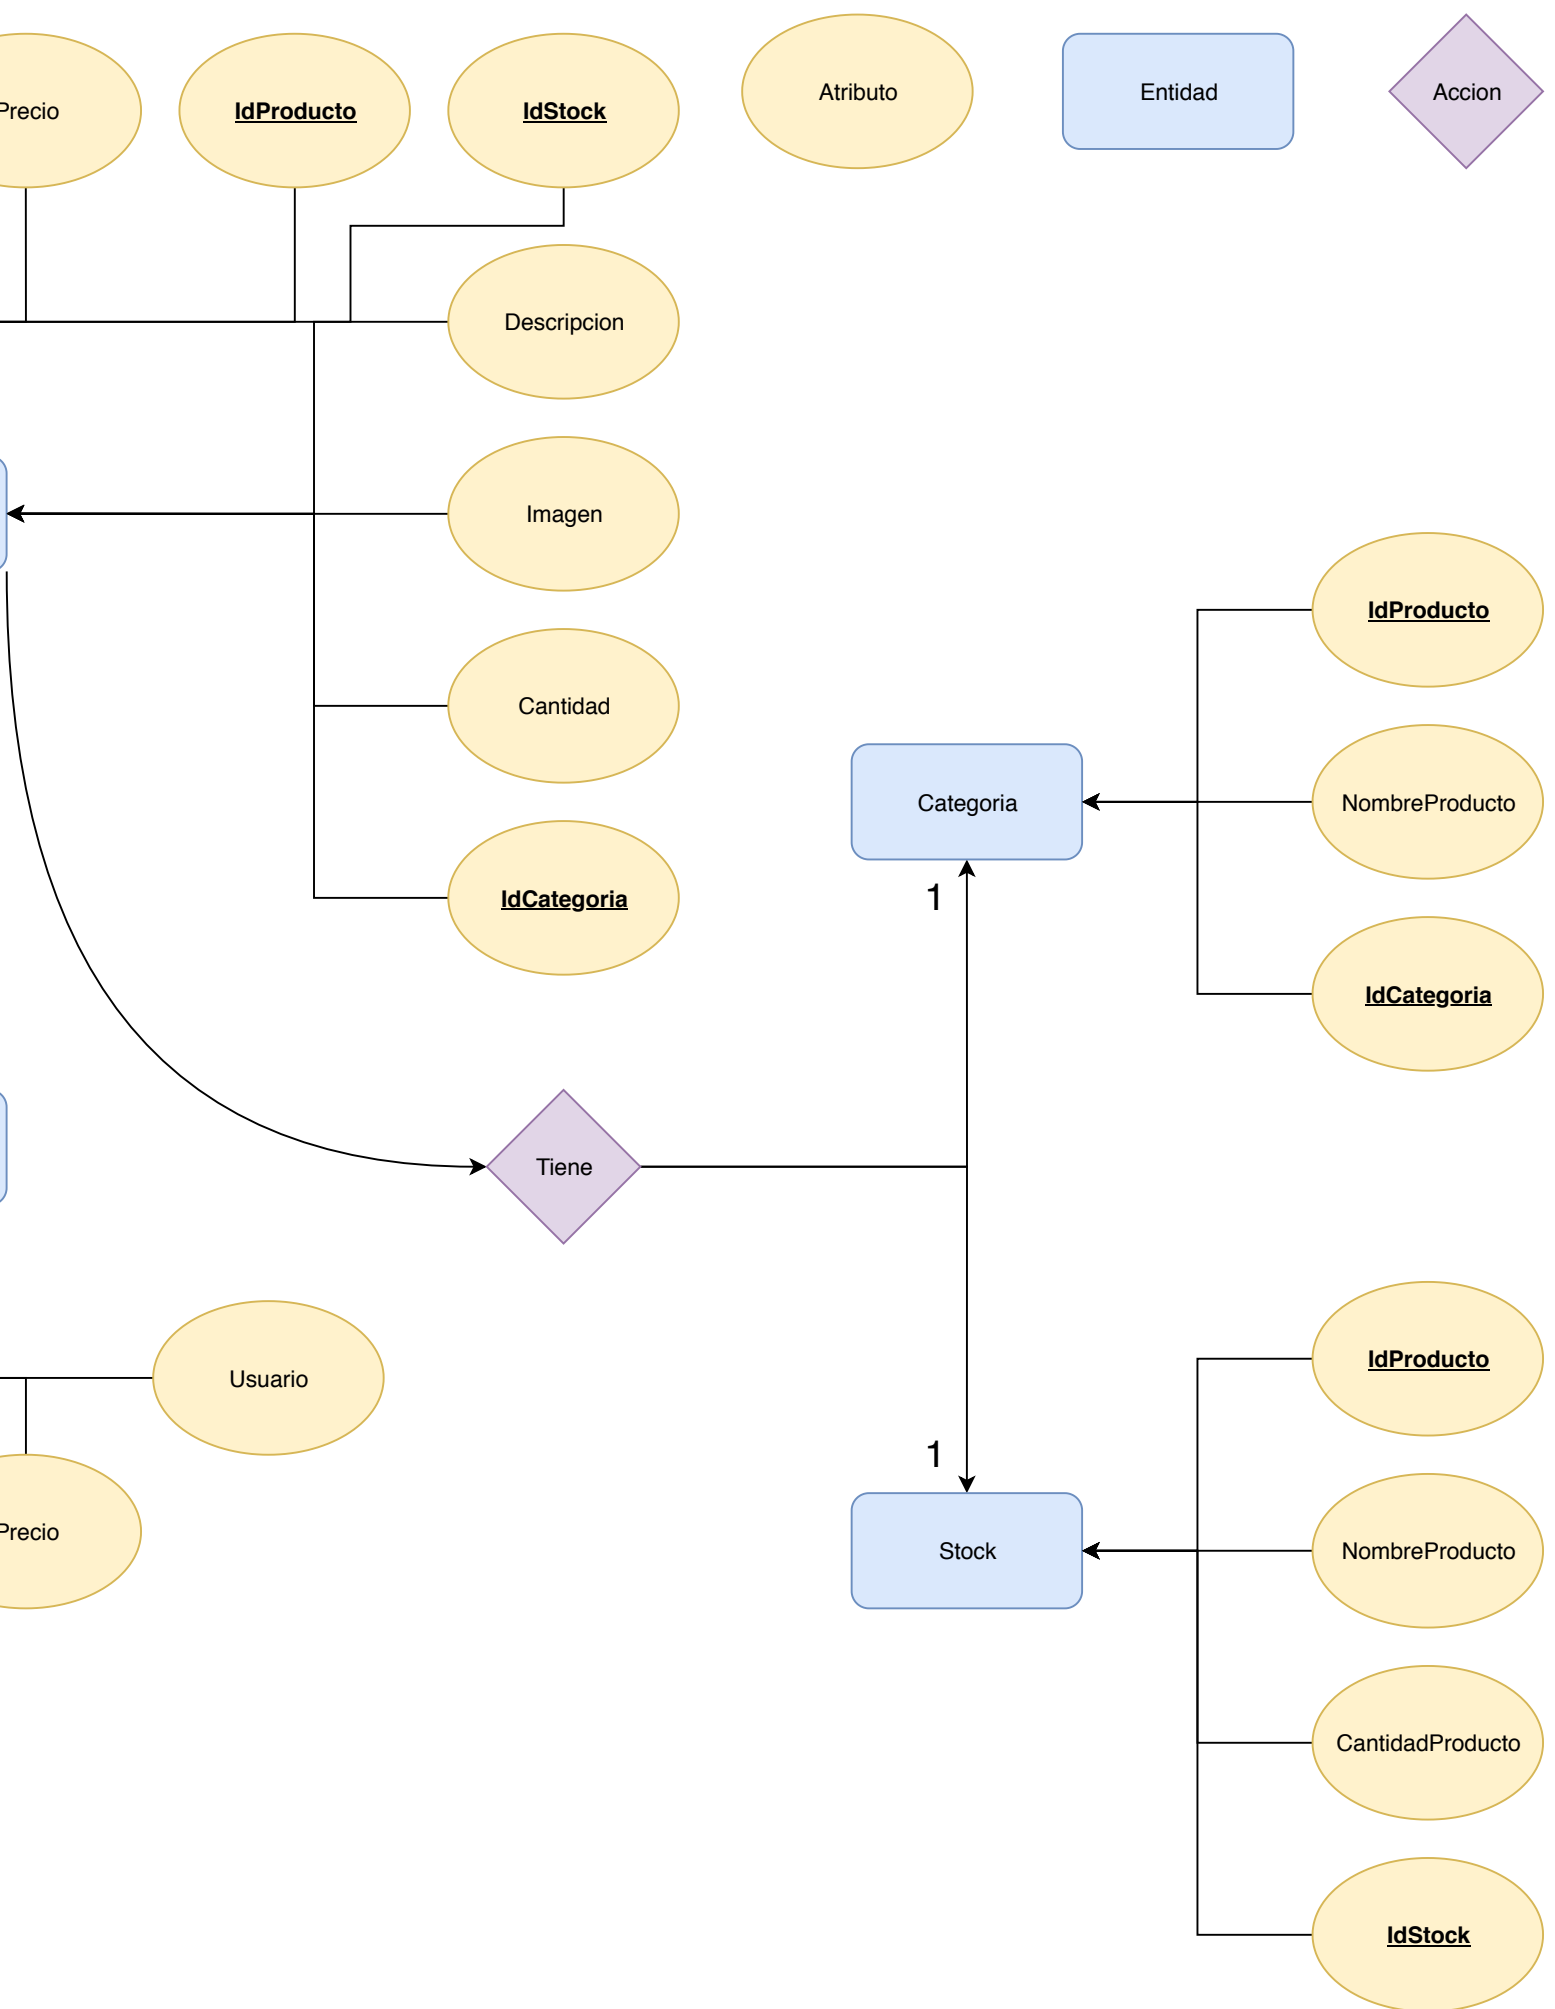 Precio
IdProducto
IdStock
Atributo
Entidad
Accion
Descripcion
Imagen
IdProducto
Cantidad
Categoria
NombreProducto
1
IdCategoria
IdCategoria
Tiene
Usuario
IdProducto
1
Precio
Stock
NombreProducto
CantidadProducto
IdStock